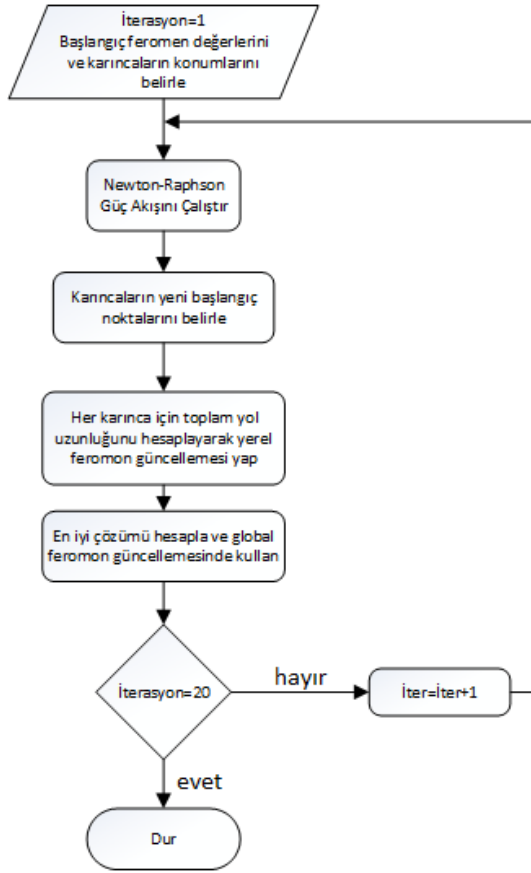 İterasyon=1
Başlangıç feromen değerlerini
ve karıncaların konumlarını
belirle
Newton-Raphson
Güç Akışını Çalıştır
Karıncaların yeni başlangıç
noktalarını belirle
Her karınca için toplam yol
uzunluğunu hesaplayarak yerel
feromon güncellemesi yap
En iyi çözümü hesapla ve global
feromon güncellemesinde kullan
İterasyon=20
hayır
İter=İter+1
evet
Dur